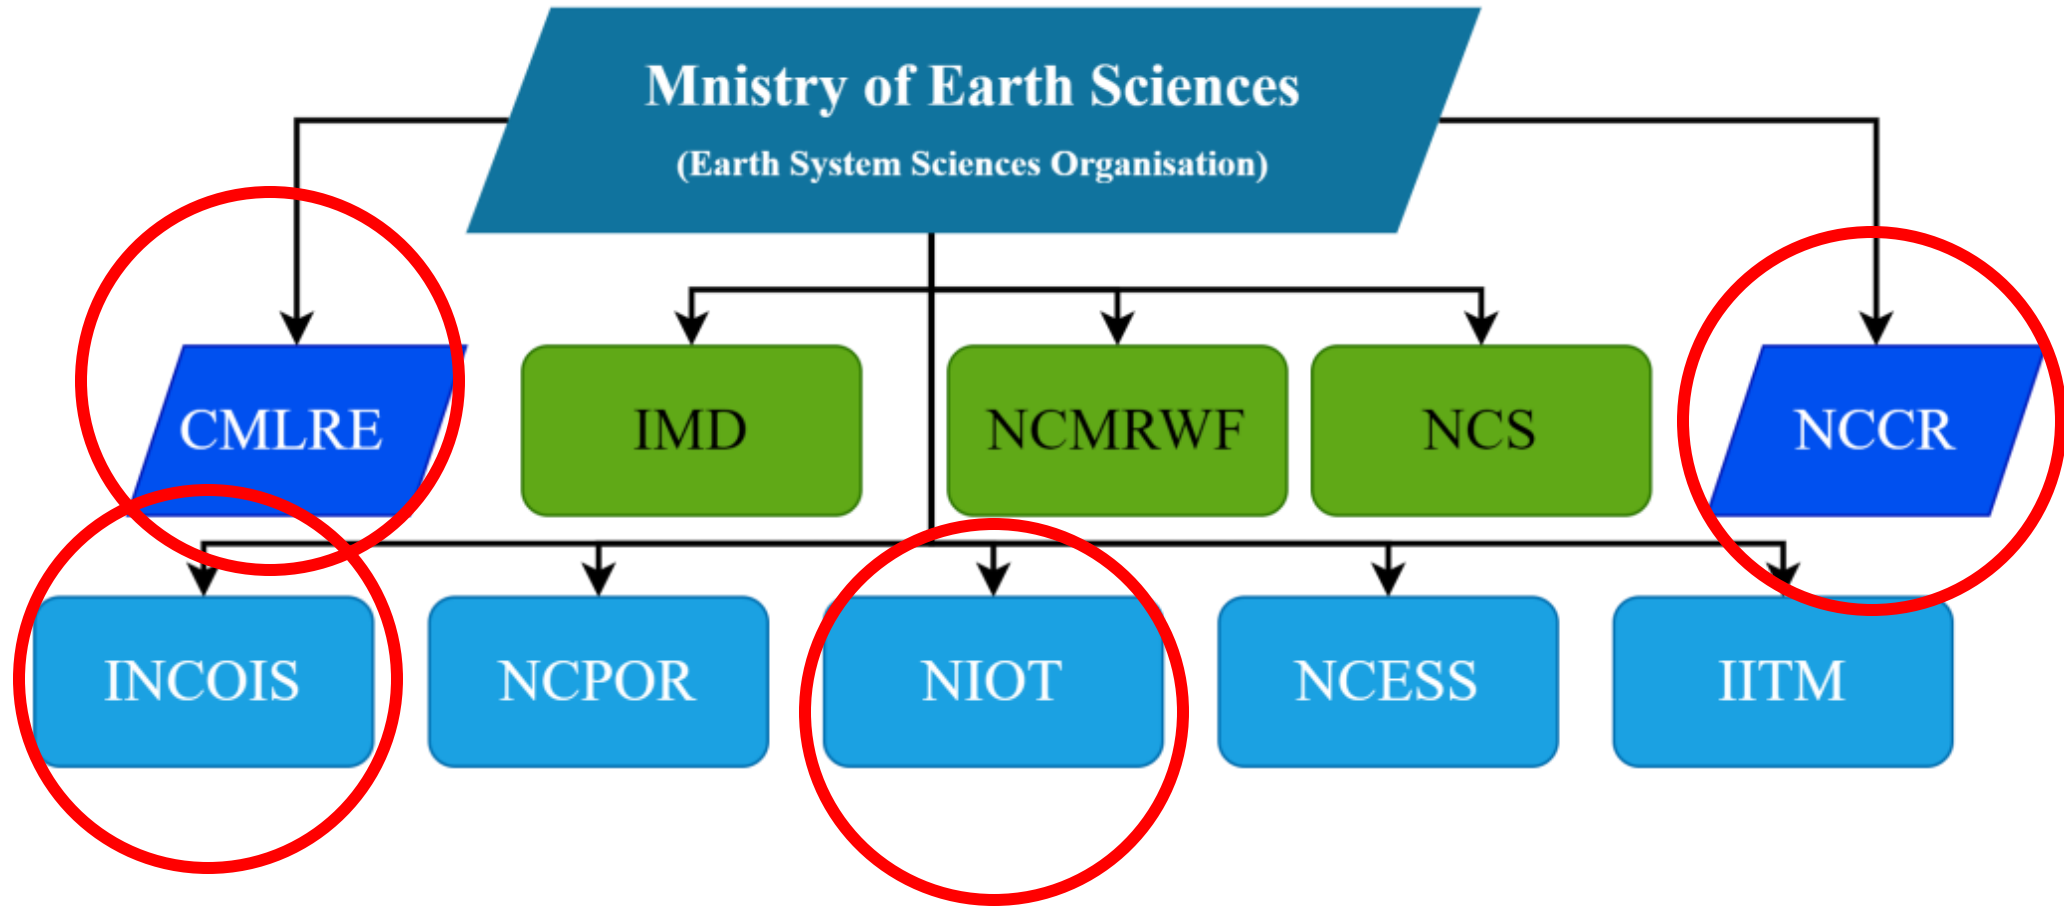 Mnistry of Earth Sciences
(Earth System Sciences Organisation)
CMLRE
IMD
NCMRWF
NCS
NCCR
INCOIS
NCPOR
NIOT
NCESS
IITM